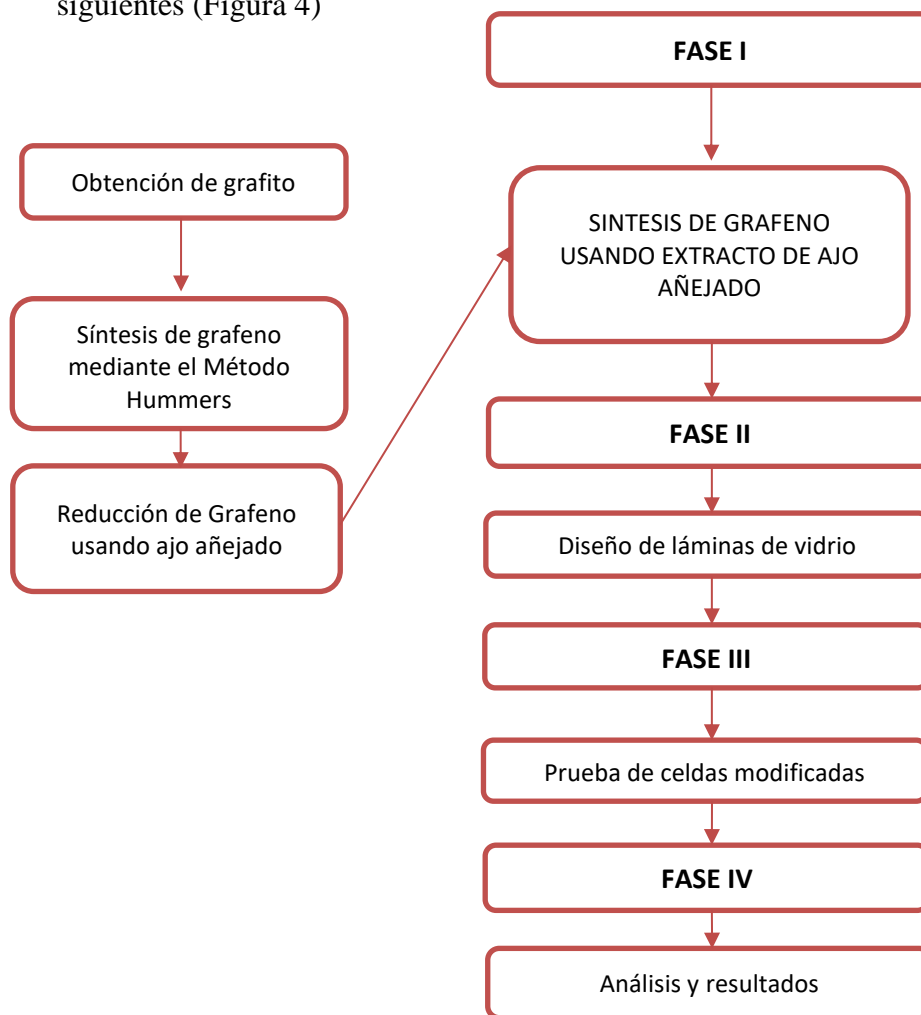 siguientes (Figura 4)
FASE I
Obtención de grafito
Síntesis de grafeno
mediante el Método
Hummers
Reducción de Grafeno
usando ajo añejado
SINTESIS DE GRAFENO
USANDO EXTRACTO DE AJO
AÑEJADO
FASE II
Diseño de láminas de vidrio
FASE III
Prueba de celdas modificadas
FASE IV
Análisis y resultados